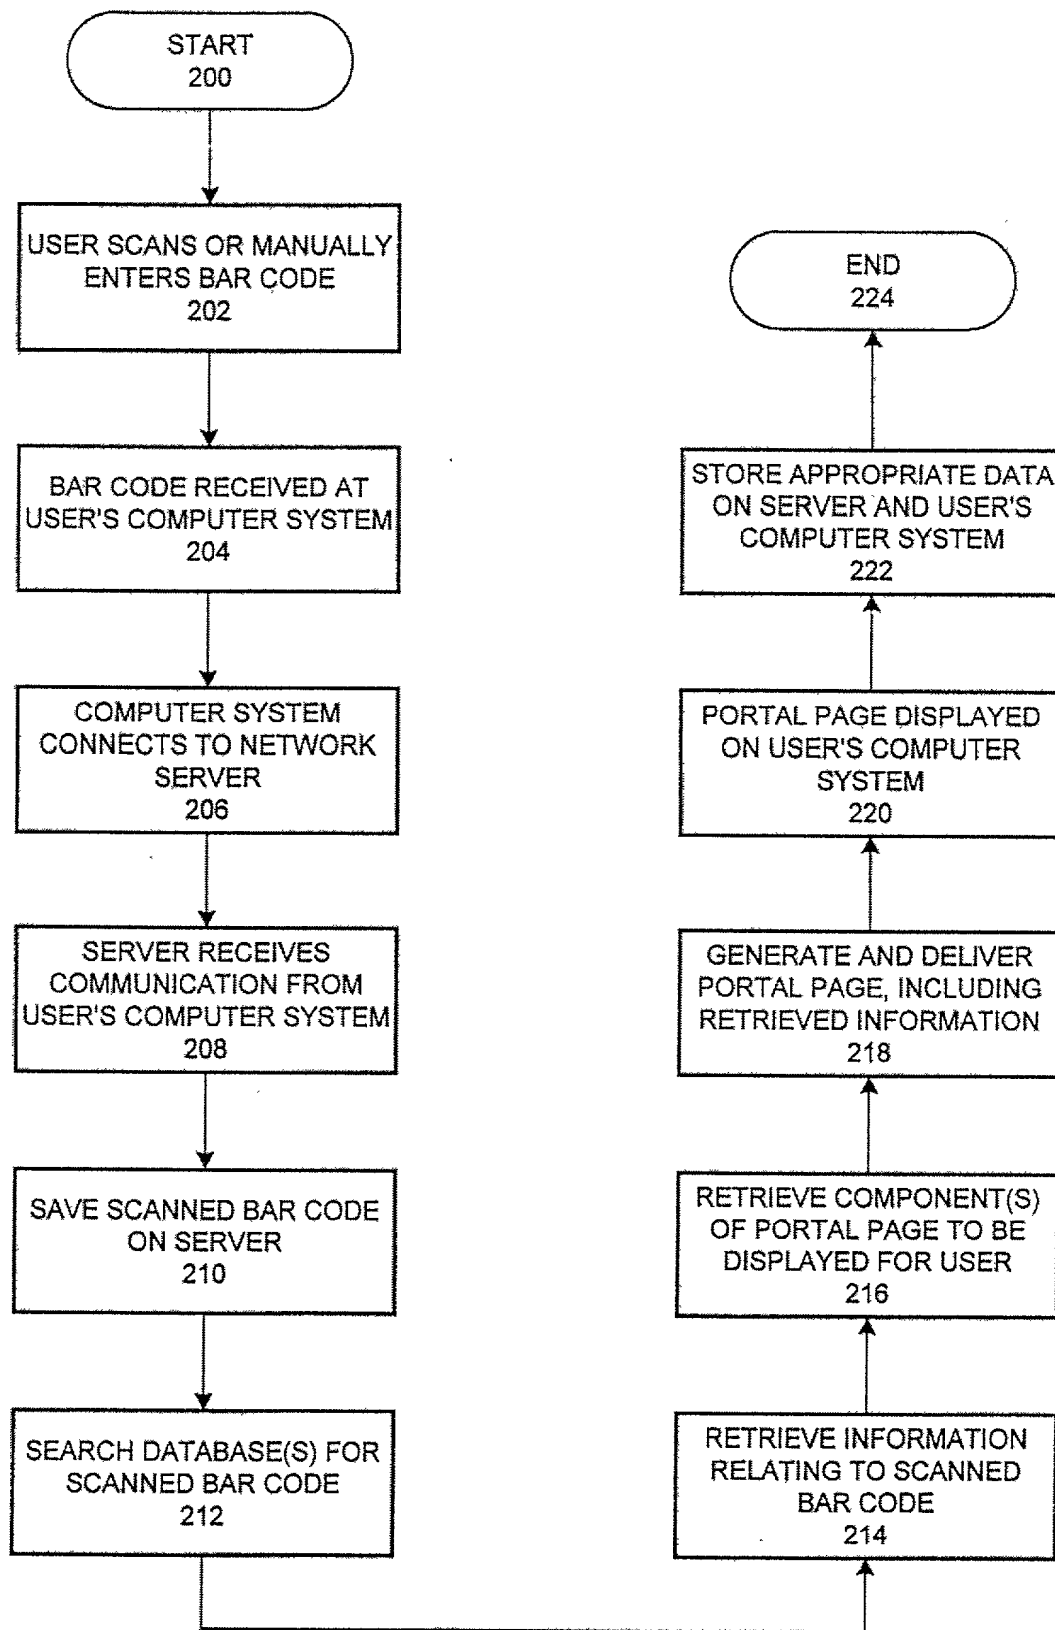 START
200
USER SCANS OR MANUALLY
ENTERS BAR CODE
202
BAR CODE RECEIVED AT
USER'S COMPUTER SYSTEM
204
COMPUTER SYSTEM
CONNECTS TO NETWORK
SERVER
206
SERVER RECEIVES
COMMUNICATION FROM
USER'S COMPUTER SYSTEM
208
SAVE SCANNED BAR CODE
ON SERVER
210
SEARCH DATABASE(S) FOR
SCANNED BAR CODE
212
RETRIEVE INFORMATION
RELATING TO SCANNED
BAR CODE
214
RETRIEVE COMPONENT(S)
OF PORTAL PAGE TO BE
DISPLAYED FOR USER
216
GENERATE AND DELIVER
PORTAL PAGE, INCLUDING
RETRIEVED INFORMATION
218
PORTAL PAGE DISPLAYED
ON USER'S COMPUTER
SYSTEM
220
STORE APPROPRIATE DATA
ON SERVER AND USER'S
COMPUTER SYSTEM
222
END
224